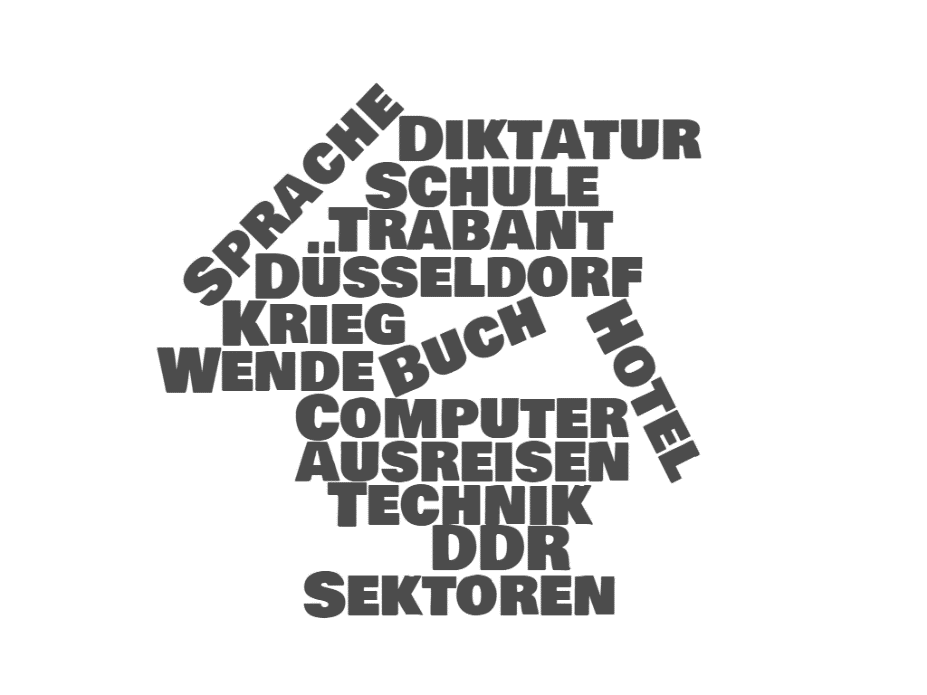 SPRACHE
DIKTATUR
SCHULE
TRABANT
DÜSSELDORF
KRIEG
BUCH
HOTEL
WENDE
COMPUTER
AUSREISEN
TECHNIK
DDR
SEKTOREN